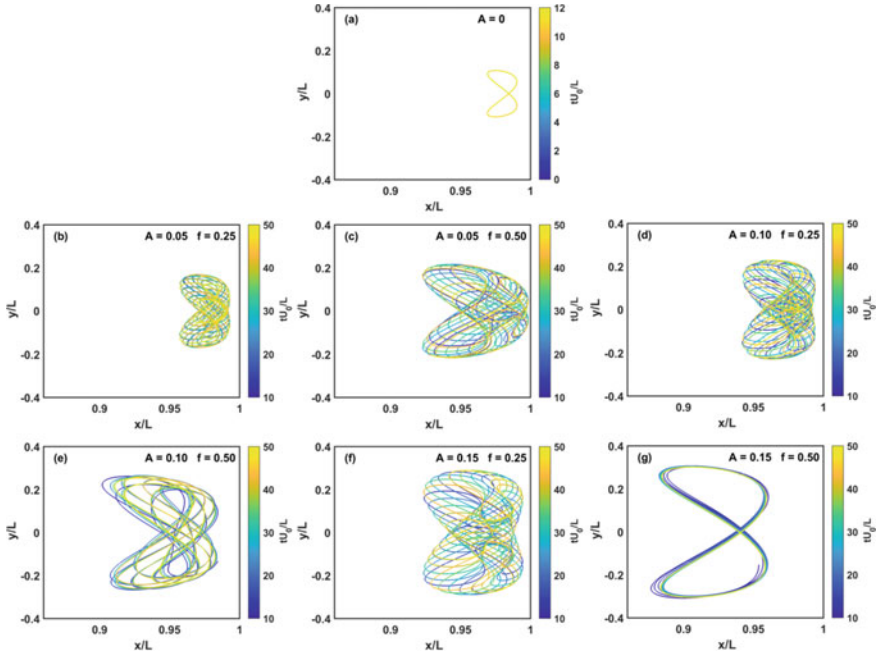 (a) A = 0
0.4
0.2
0
-0.2
-0.4
y/L
0.9 0.95 1
x/L
12
10
8
6
4
2
0
tU₀/L
(b) A = 0.05 f = 0.25
0.4
0.2
0
-0.2
-0.4
y/L
0.9 0.95 1
x/L
50
40
30
20
10
tU₀/L
(c) A = 0.05 f = 0.50
0.4
0.2
0
-0.2
-0.4
y/L
0.9 0.95 1
x/L
50
40
30
20
10
tU₀/L
(d) A = 0.10 f = 0.25
0.4
0.2
0
-0.2
-0.4
y/L
0.9 0.95 1
x/L
50
40
30
20
10
tU₀/L
(e) A = 0.10 f = 0.50
0.4
0.2
0
-0.2
-0.4
y/L
0.9 0.95 1
x/L
50
40
30
20
10
tU₀/L
(f) A = 0.15 f = 0.25
0.4
0.2
0
-0.2
-0.4
y/L
0.9 0.95 1
x/L
50
40
30
20
10
tU₀/L
(g) A = 0.15 f = 0.50
0.4
0.2
0
-0.2
-0.4
y/L
0.9 0.95 1
x/L
50
40
30
20
10
tU₀/L